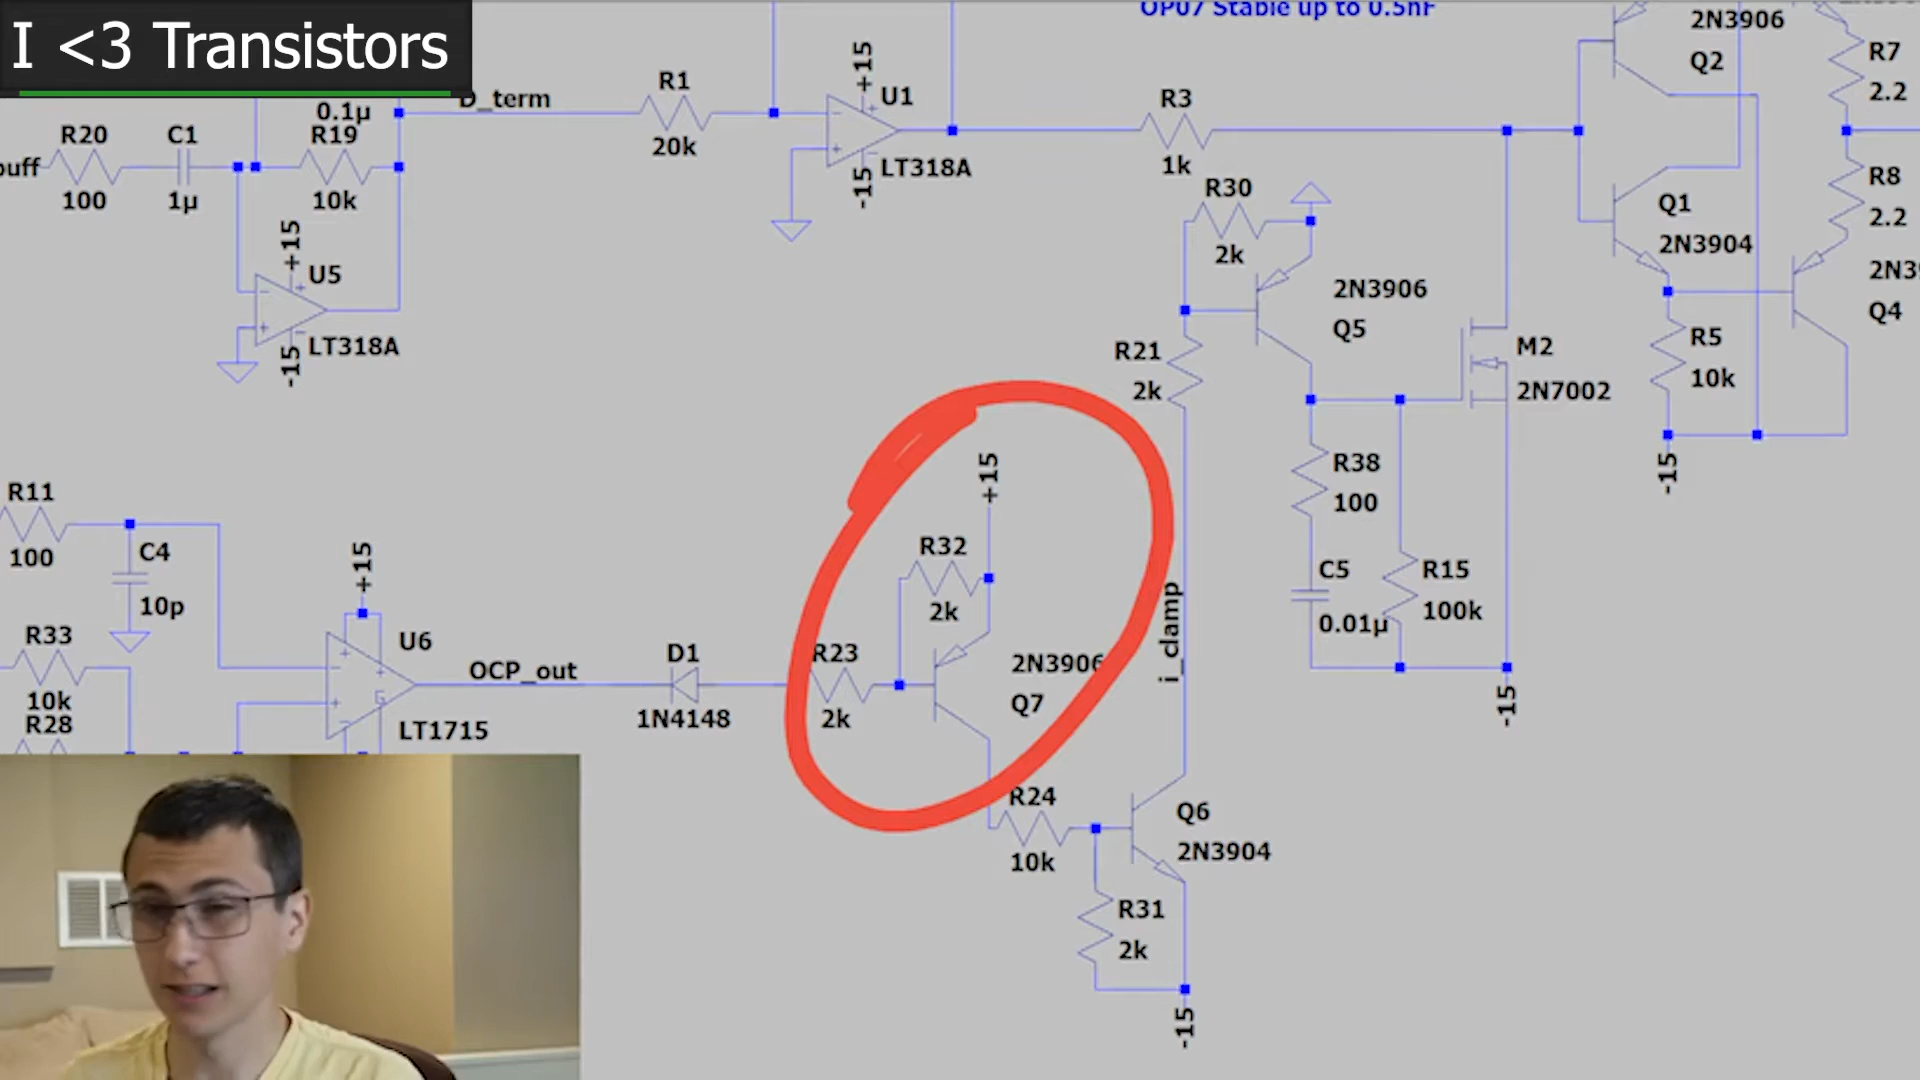 I <3 Transistors
OP07 Stable up to 0.5nF
2N3906
Q2
R7
2.2
R8
2.2
Q1
2N3904
Q4
R5
10k
-15
D_term
R1
20k
+15
U1
LT318A
-15
R3
1k
0.1µ
R20
100
C1
1µ
R19
10k
+15
U5
LT318A
-15
R30
2k
2N3906
Q5
R21
2k
M2
2N7002
R38
100
C5
0.01µ
R15
100k
-15
i_damp
R11
100
C4
10p
R33
10k
R28
+15
U6
LT1715
OCP_out
D1
1N4148
+15
R32
2k
R23
2k
2N3906
Q7
R24
10k
Q6
2N3904
R31
2k
-15